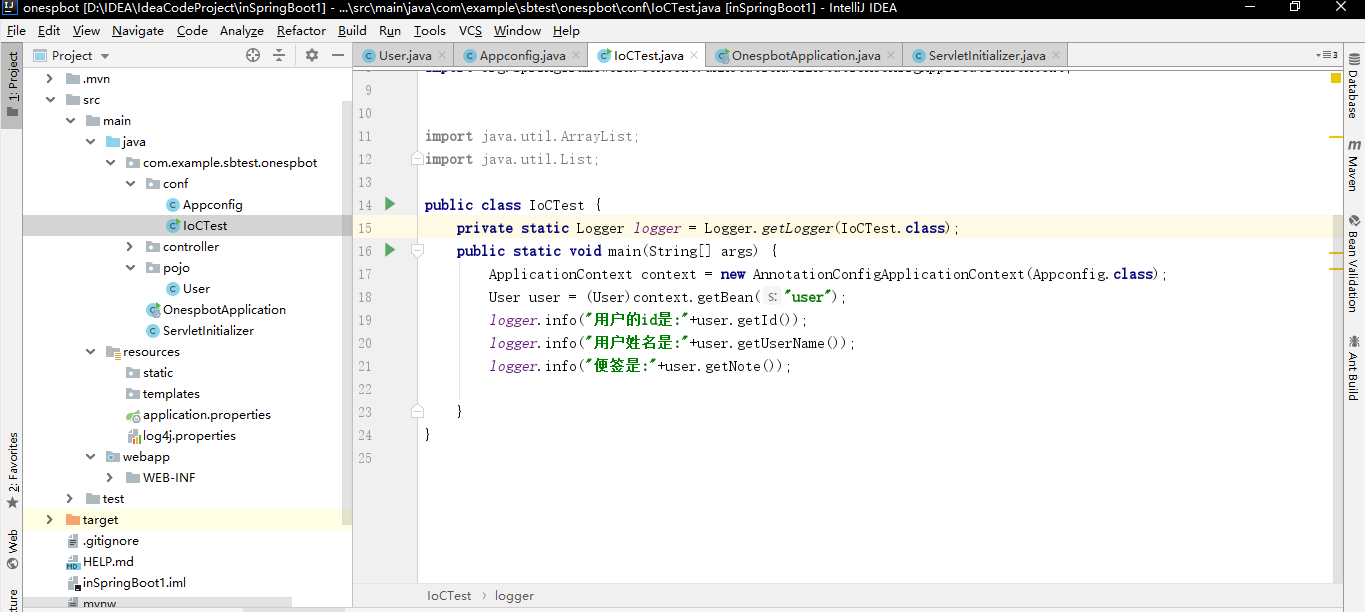 onespbot [D:\IDEA\IdeaCodeProject\inSpringBoot1] - ...\src\main\java\com\example\sbtest\onespbot\conf\IoCTest.java [inSpringBoot1] - IntelliJ IDEA
File Edit View Navigate Code Analyze Refactor Build Run Tools VCS Window Help
Project User.java Appconfig.java IoCTest.java OnespbotApplication.java ServletInitializer.java 3
1: Project
2: Favorites
Web
.mvn
src
main
java
com.example.sbtest.onespbot
conf
Appconfig
IoCTest
controller
pojo
User
OnespbotApplication
ServletInitializer
resources
static
templates
application.properties
log4j.properties
webapp
WEB-INF
test
target
.gitignore
HELP.md
inSpringBoot1.iml
mvnw
9
10
11 import java.util.ArrayList;
12 import java.util.List;
13
14 public class IoCTest {
15 private static Logger logger = Logger.getLogger(IoCTest.class);
16 public static void main(String[] args) {
17 ApplicationContext context = new AnnotationConfigApplicationContext(Appconfig.class);
18 User user = (User)context.getBean( s: "user");
19 logger.info("用户的id是:"+user.getId());
20 logger.info("用户姓名是:"+user.getUserName());
21 logger.info("便签是:"+user.getNote());
22
23 }
24 }
25
IoCTest › logger
Database
Maven
Bean Validation
Ant Build